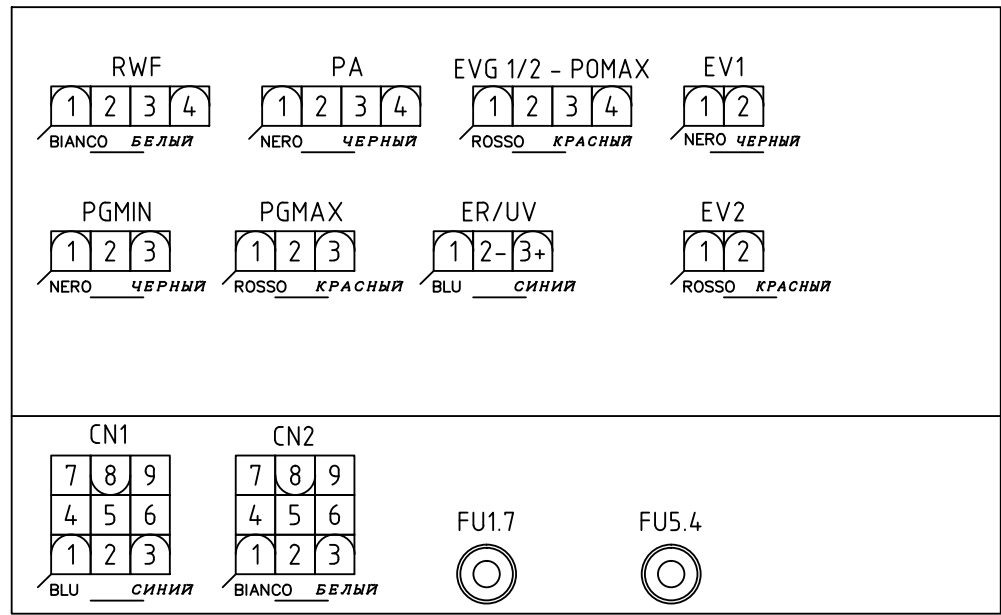 RWF PA EVG 1/2 - POMAX EV1
1 2 3 4 1 2 3 4 1 2 3 4 1 2
BIANCO БЕЛЫЙ NERO ЧЕРНЫЙ ROSSO КРАСНЫЙ NERO ЧЕРНЫЙ
PGMIN PGMAX ER/UV EV2
1 2 3 1 2 3 1 2- 3+ 1 2
NERO ЧЕРНЫЙ ROSSO КРАСНЫЙ BLU СИНИЙ ROSSO КРАСНЫЙ
CN1 CN2
7 8 9 7 8 9
4 5 6 4 5 6 FU1.7 FU5.4
1 2 3 1 2 3
BLU СИНИЙ BIANCO БЕЛЫЙ